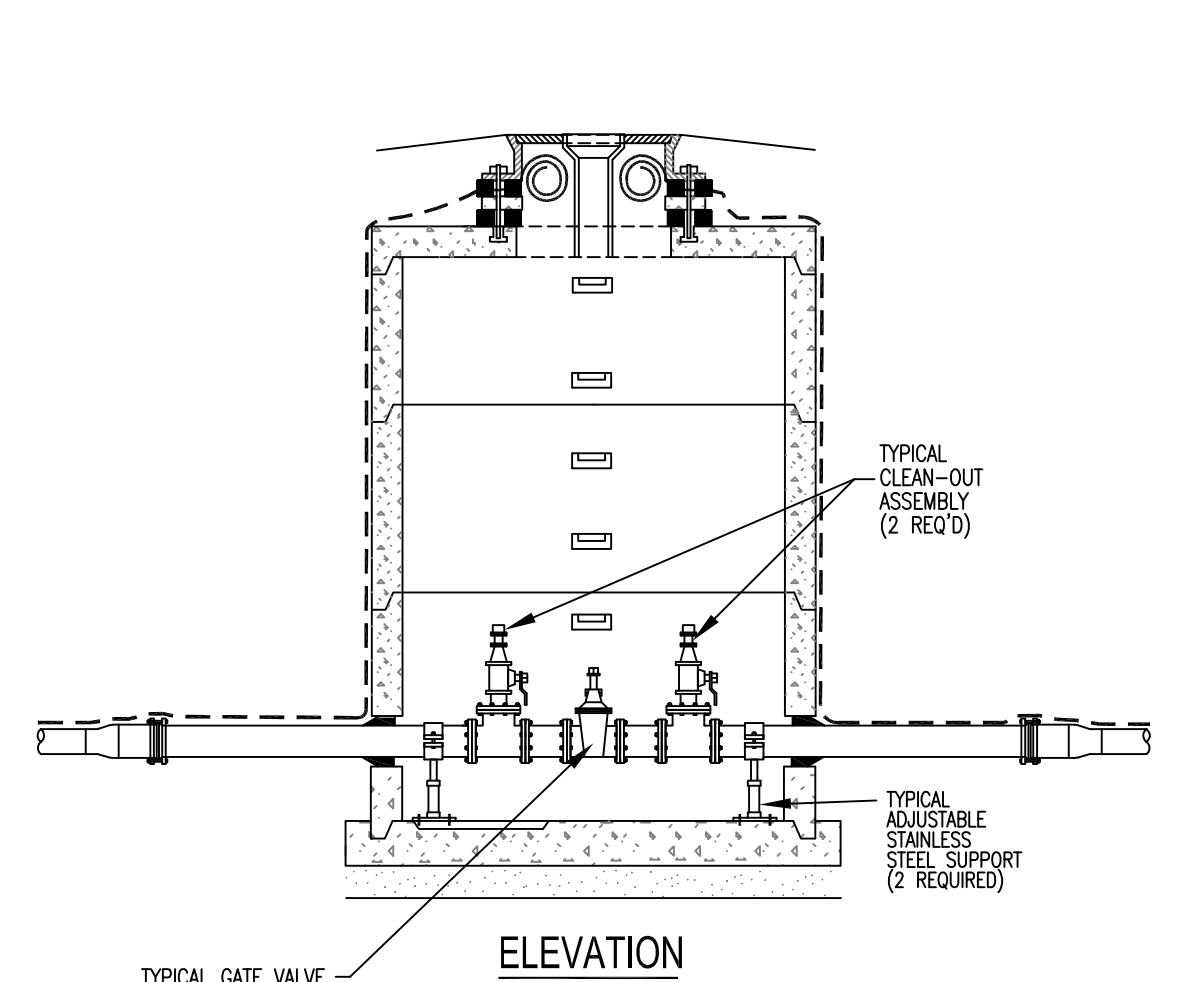 TYPICAL
CLEAN-OUT
ASSEMBLY
(2 REQ'D)
TYPICAL
ADJUSTABLE
STAINLESS
STEEL SUPPORT
(2 REQUIRED)
ELEVATION
TYPICAL GATE VALVE